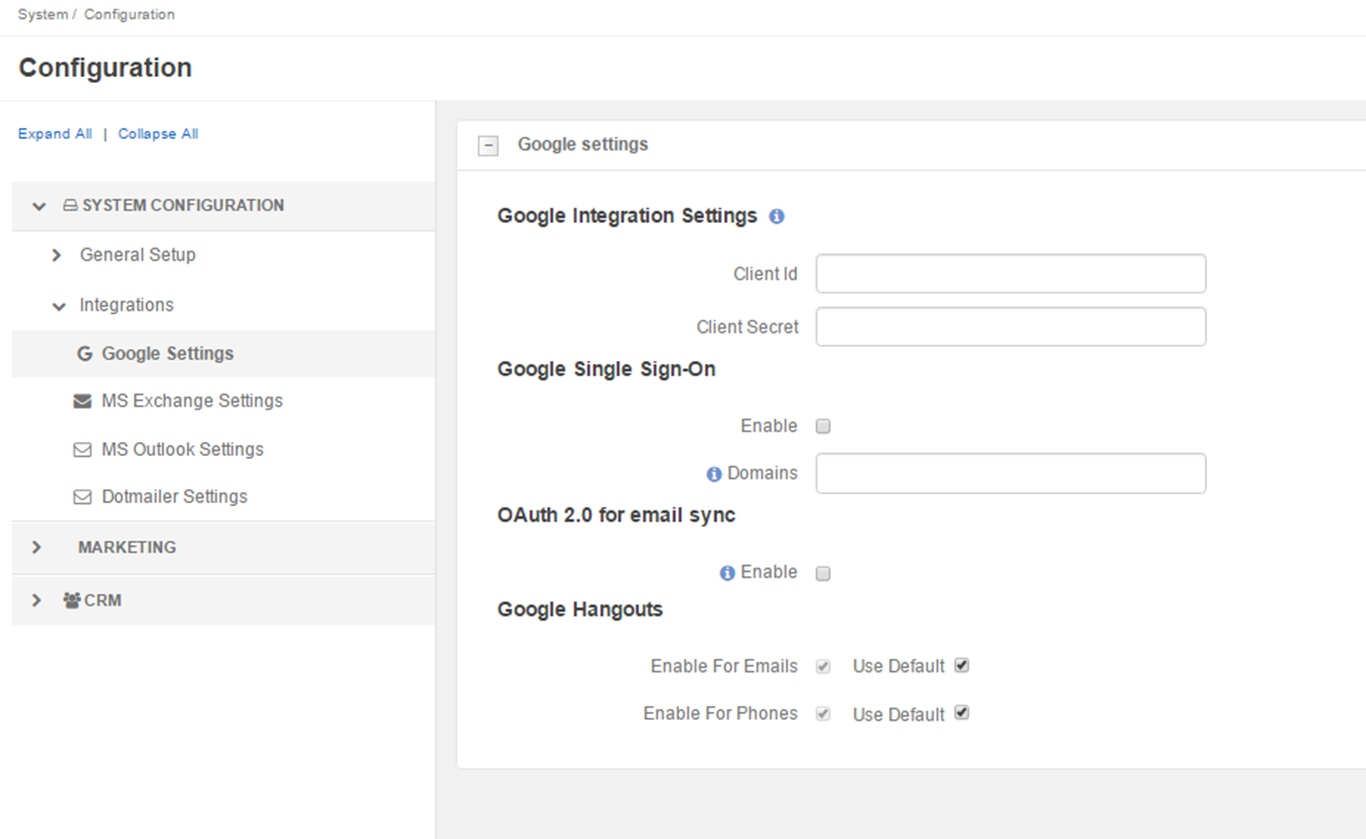 System / Configuration
Configuration
Expand All | Collapse All
SYSTEM CONFIGURATION
General Setup
Integrations
Google Settings
MS Exchange Settings
MS Outlook Settings
Dotmailer Settings
MARKETING
CRM
Google settings
Google Integration Settings
Client Id
Client Secret
Google Single Sign-On
Enable
Domains
OAuth 2.0 for email sync
Enable
Google Hangouts
Enable For Emails Use Default
Enable For Phones Use Default